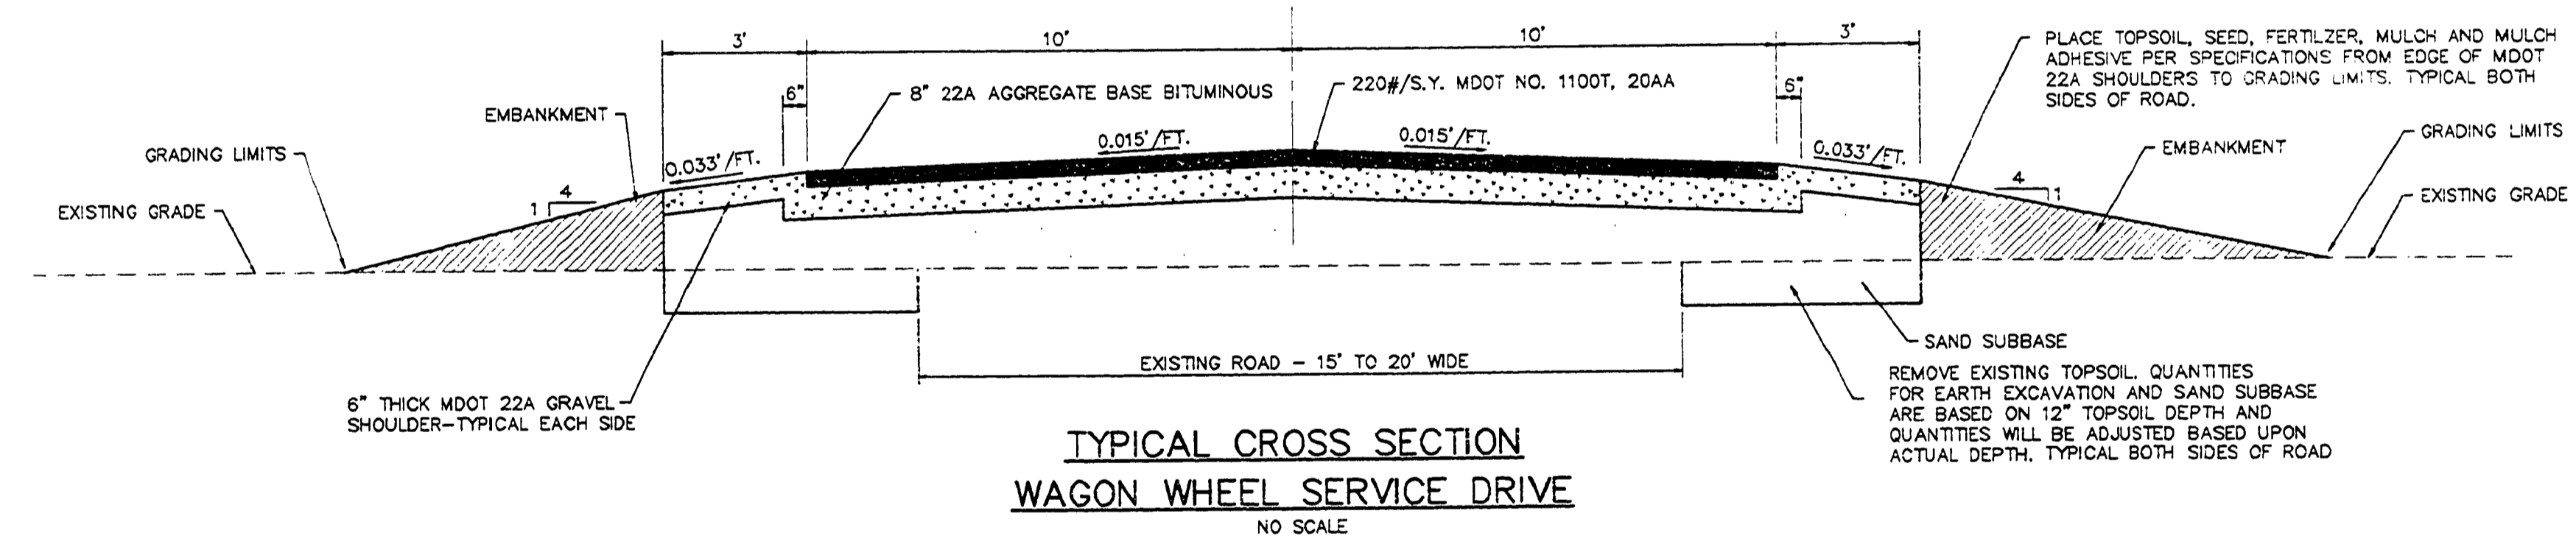 3'
10'
10'
3'
PLACE TOPSOIL, SEED, FERTILZER, MULCH AND MULCH
ADHESIVE PER SPECIFICATIONS FROM EDGE OF MDOT
22A SHOULDERS TO GRADING LIMITS. TYPICAL BOTH
SIDES OF ROAD.
6"
8" 22A AGGREGATE BASE BITUMINOUS
220#/S.Y. MDOT NO. 1100T, 20AA
6"
EMBANKMENT
GRADING LIMITS
0.033'/FT.
0.015'/FT.
0.015'/FT.
0.033'/FT.
EMBANKMENT
GRADING LIMITS
EXISTING GRADE
1
4
4
1
EXISTING GRADE
EXISTING ROAD - 15' TO 20' WIDE
SAND SUBBASE
REMOVE EXISTING TOPSOIL. QUANTITIES
FOR EARTH EXCAVATION AND SAND SUBBASE
ARE BASED ON 12" TOPSOIL DEPTH AND
QUANTITIES WILL BE ADJUSTED BASED UPON
ACTUAL DEPTH. TYPICAL BOTH SIDES OF ROAD
6" THICK MDOT 22A GRAVEL
SHOULDER-TYPICAL EACH SIDE
TYPICAL CROSS SECTION
WAGON WHEEL SERVICE DRIVE
NO SCALE